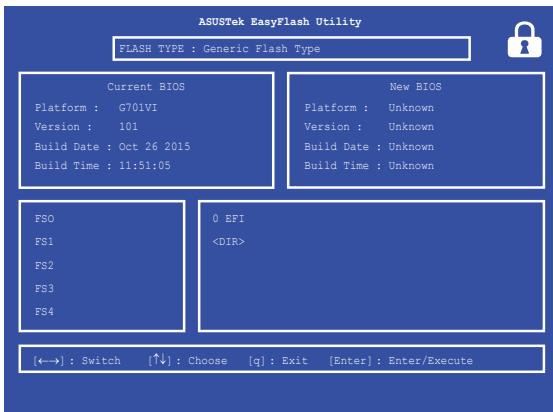 ASUSTek EasyFlash Utility
FLASH TYPE : Generic Flash Type
Current BIOS
Platform : G701VI
Version : 101
Build Date : Oct 26 2015
Build Time : 11:51:05
New BIOS
Platform : Unknown
Version : Unknown
Build Date : Unknown
Build Time : Unknown
FSO
FS1
FS2
FS3
FS4
0 EFI
<DIR>
[←→] : Switch [↑↓] : Choose [q] : Exit [Enter] : Enter/Execute